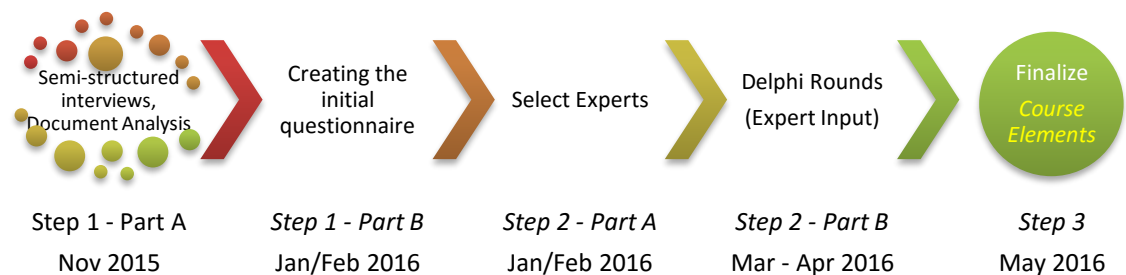 Semi-structured
interviews,
Document Analysis
Creating the
initial
questionnaire
Select Experts
Delphi Rounds
(Expert Input)
Finalize
Course
Elements
Step 1 - Part A
Nov 2015
Step 1 - Part B
Jan/Feb 2016
Step 2 - Part A
Jan/Feb 2016
Step 2 - Part B
Mar - Apr 2016
Step 3
May 2016